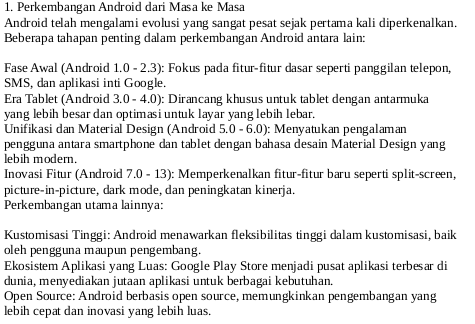 1. Perkembangan Android dari Masa ke Masa
Android telah mengalami evolusi yang sangat pesat sejak pertama kali diperkenalkan.
Beberapa tahapan penting dalam perkembangan Android antara lain:
Fase Awal (Android 1.0 - 2.3): Fokus pada fitur-fitur dasar seperti panggilan telepon,
SMS, dan aplikasi inti Google.
Era Tablet (Android 3.0 - 4.0): Dirancang khusus untuk tablet dengan antarmuka
yang lebih besar dan optimasi untuk layar yang lebih lebar.
Unifikasi dan Material Design (Android 5.0 - 6.0): Menyatukan pengalaman
pengguna antara smartphone dan tablet dengan bahasa desain Material Design yang
lebih modern.
Inovasi Fitur (Android 7.0 - 13): Memperkenalkan fitur-fitur baru seperti split-screen,
picture-in-picture, dark mode, dan peningkatan kinerja.
Perkembangan utama lainnya:
Kustomisasi Tinggi: Android menawarkan fleksibilitas tinggi dalam kustomisasi, baik
oleh pengguna maupun pengembang.
Ekosistem Aplikasi yang Luas: Google Play Store menjadi pusat aplikasi terbesar di
dunia, menyediakan jutaan aplikasi untuk berbagai kebutuhan.
Open Source: Android berbasis open source, memungkinkan pengembangan yang
lebih cepat dan inovasi yang lebih luas.